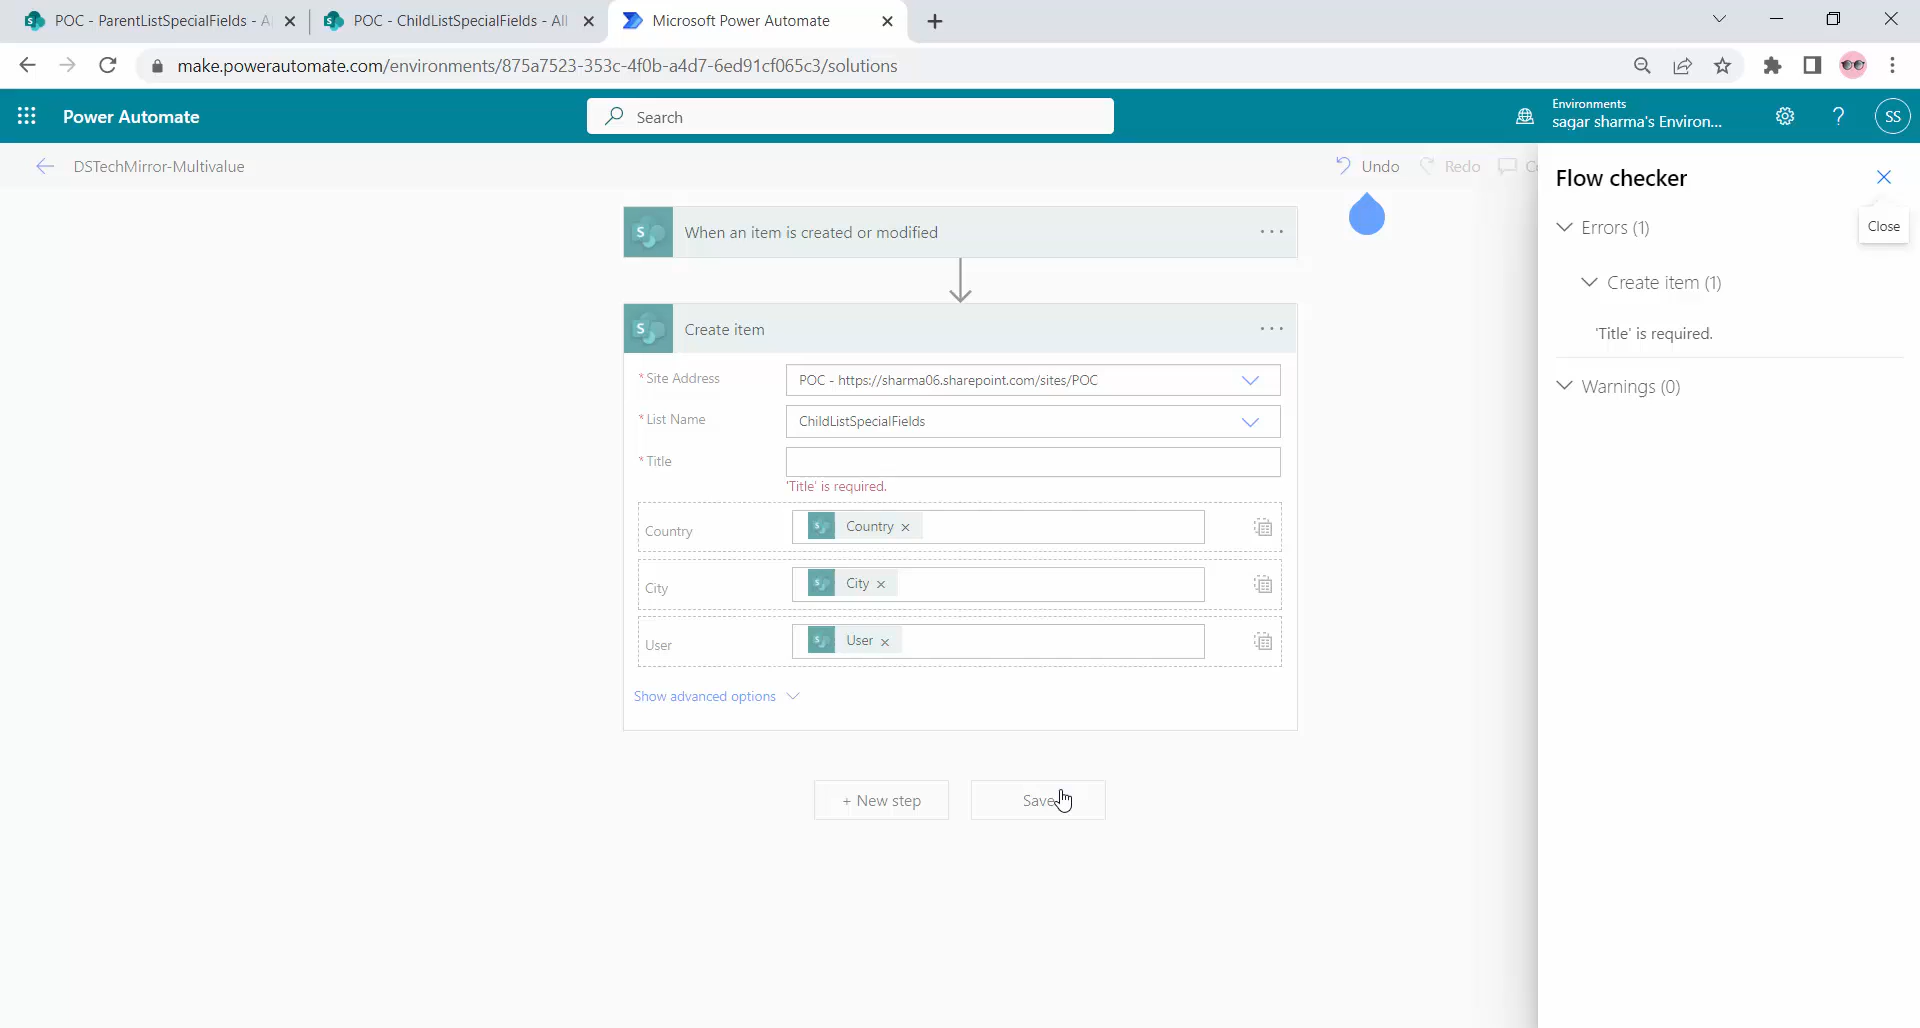 POC - ParentListSpecialFields - A
POC - ChildListSpecialFields - All
Microsoft Power Automate
make.powerautomate.com/environments/875a7523-353c-4f0b-a4d7-6ed91cf065c3/solutions
Power Automate
Search
Environments
sagar sharma's Environ...
?
SS
DSTechMirror-Multivalue
Undo
Redo
C
Flow checker
Close
Errors (1)
Create item (1)
'Title' is required.
Warnings (0)
When an item is created or modified
Create item
* Site Address
POC - https://sharma06.sharepoint.com/sites/POC
* List Name
ChildListSpecialFields
* Title
'Title' is required.
Country
Country
City
City
User
User
Show advanced options
+ New step
Save